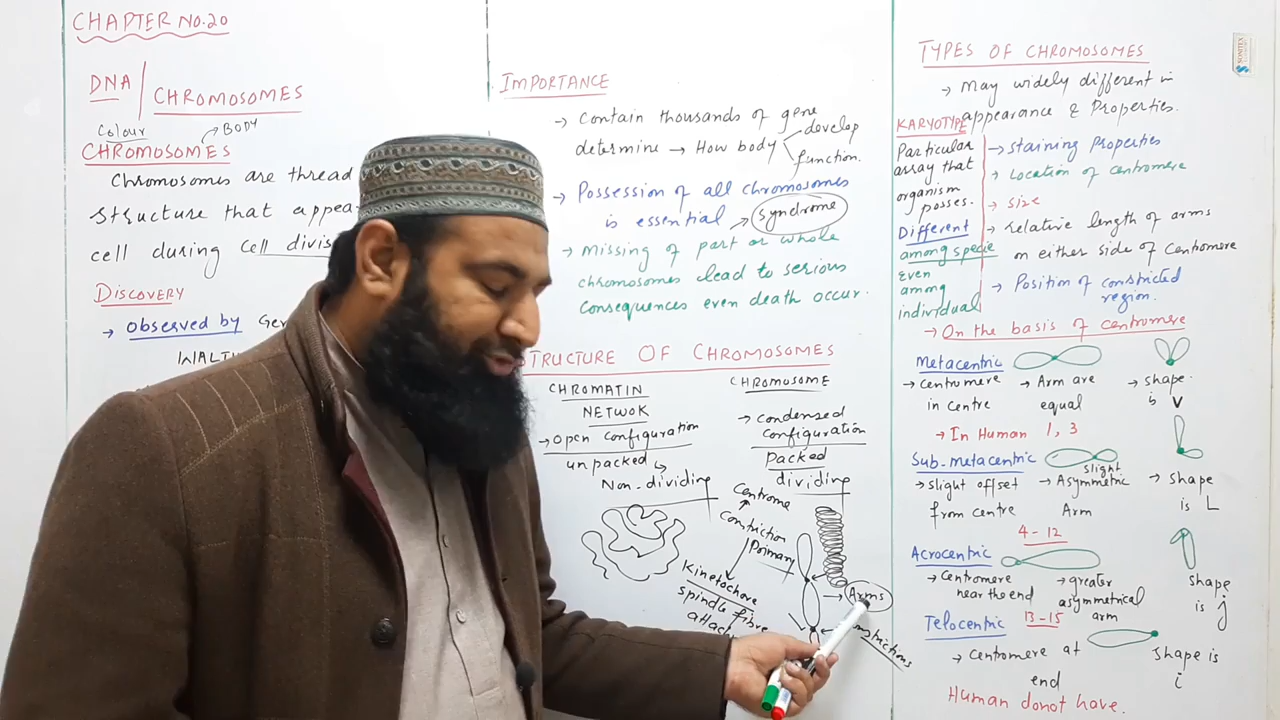 CHAPTER NO.20
DNA
CHROMOSOMES
Colour
BODY
CHROMOSOMES
Chromosomes are thread
structure that appea
cell during cell divis
DISCOVERY
→ Observed by Ger
WALT
IMPORTANCE
→ Contain thousands of gene
determine → How body
develop
function.
→ Possession of all chromosomes
is essential → syndrome
→ Missing of part or whole
chromosomes lead to serious
Consequences even death occur.
STRUCTURE OF CHROMOSOMES
CHROMATIN
NETWOK
→ Open configuration
unpacked
Non-dividing
CHROMOSOME
→ Condensed
configuration
Packed
dividing
Centrome
Constriction
Primary
Kinetochore
spindle fibre
attach
→ Arms
constrictions
TYPES OF CHROMOSOMES
→ May widely different in
appearance & Properties.
KARYOTYPE
Particular
array that
organism
posses.
Different
among specie
Even
among
individual
→ Staining Properties
→ Location of centromere
→ size
→ relative length of arms
on either side of Centromere
→ Position of constricted
region.
→ On the basis of centromere
Metacentric
→ centromere
in centre
→ Arm are
equal
→ shape
is V
→ In Human 1, 3
Sub-metacentric
→ slight offset
from centre
slight
→ Asymmetric
Arm
→ shape
is L
4-12
Acrocentric
→ Centromere
near the end
→ greater
asymmetrical
arm
shape
is j
Telocentric
13-15
→ Centromere at
end
shape is
i
Human donot have.
SONITEX